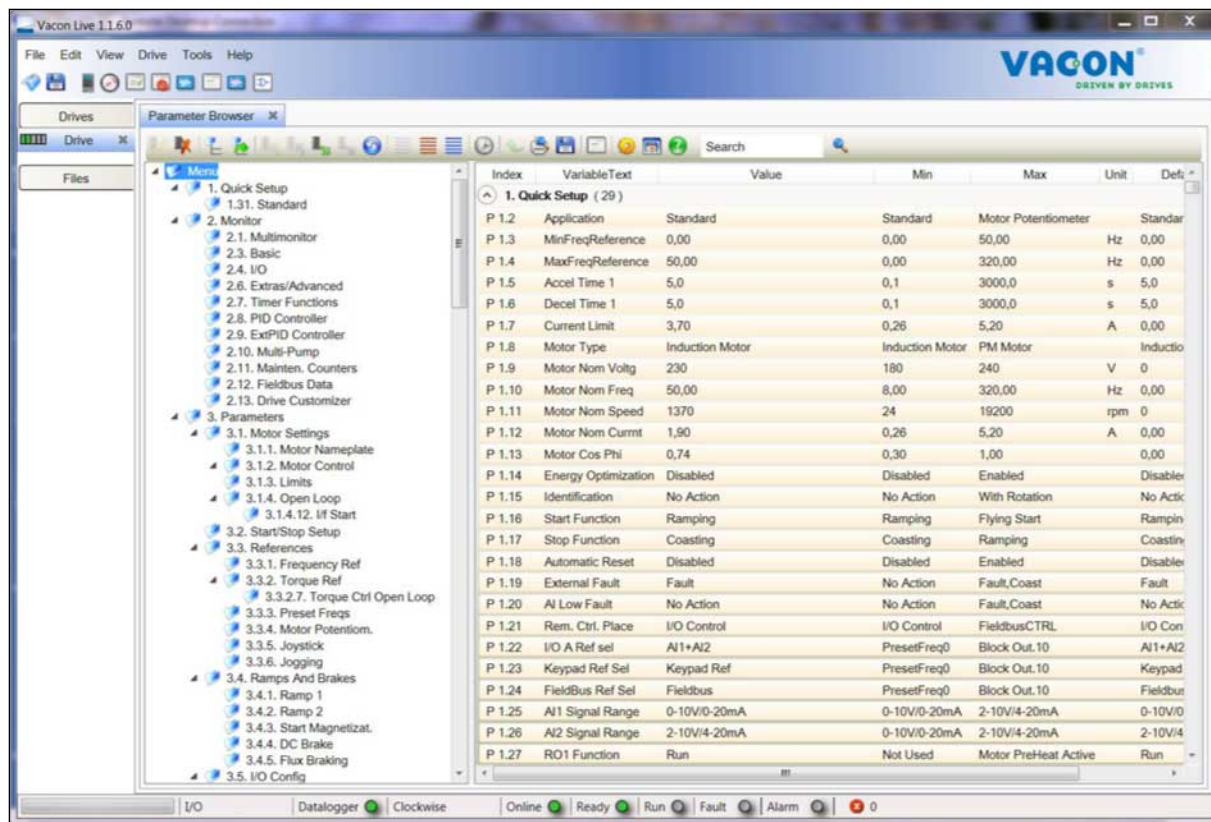 Vacon Live 1.1.6.0
File Edit View Drive Tools Help
VACON®
DRIVEN BY DRIVES
Drives
Drive
Files
Parameter Browser
Search
Menu
1. Quick Setup
1.31. Standard
2. Monitor
2.1. Multimonitor
2.3. Basic
2.4. I/O
2.6. Extras/Advanced
2.7. Timer Functions
2.8. PID Controller
2.9. ExtPID Controller
2.10. Multi-Pump
2.11. Mainten. Counters
2.12. Fieldbus Data
2.13. Drive Customizer
3. Parameters
3.1. Motor Settings
3.1.1. Motor Nameplate
3.1.2. Motor Control
3.1.3. Limits
3.1.4. Open Loop
3.1.4.12. I/f Start
3.2. Start/Stop Setup
3.3. References
3.3.1. Frequency Ref
3.3.2. Torque Ref
3.3.2.7. Torque Ctrl Open Loop
3.3.3. Preset Freqs
3.3.4. Motor Potentiom.
3.3.5. Joystick
3.3.6. Jogging
3.4. Ramps And Brakes
3.4.1. Ramp 1
3.4.2. Ramp 2
3.4.3. Start Magnetizat.
3.4.4. DC Brake
3.4.5. Flux Braking
3.5. I/O Config
Index VariableText Value Min Max Unit Defa
1. Quick Setup ( 29 )
P 1.2 Application Standard Standard Motor Potentiometer Standar
P 1.3 MinFreqReference 0,00 0,00 50,00 Hz 0,00
P 1.4 MaxFreqReference 50,00 0,00 320,00 Hz 0,00
P 1.5 Accel Time 1 5,0 0,1 3000,0 s 5,0
P 1.6 Decel Time 1 5,0 0,1 3000,0 s 5,0
P 1.7 Current Limit 3,70 0,26 5,20 A 0,00
P 1.8 Motor Type Induction Motor Induction Motor PM Motor Inductio
P 1.9 Motor Nom Voltg 230 180 240 V 0
P 1.10 Motor Nom Freq 50,00 8,00 320,00 Hz 0,00
P 1.11 Motor Nom Speed 1370 24 19200 rpm 0
P 1.12 Motor Nom Currnt 1,90 0,26 5,20 A 0,00
P 1.13 Motor Cos Phi 0,74 0,30 1,00 0,00
P 1.14 Energy Optimization Disabled Disabled Enabled Disable
P 1.15 Identification No Action No Action With Rotation No Actic
P 1.16 Start Function Ramping Ramping Flying Start Rampin
P 1.17 Stop Function Coasting Coasting Ramping Coastin
P 1.18 Automatic Reset Disabled Disabled Enabled Disable
P 1.19 External Fault Fault No Action Fault,Coast Fault
P 1.20 AI Low Fault No Action No Action Fault,Coast No Actic
P 1.21 Rem. Ctrl. Place I/O Control I/O Control FieldbusCTRL I/O Con
P 1.22 I/O A Ref sel AI1+AI2 PresetFreq0 Block Out.10 AI1+AI2
P 1.23 Keypad Ref Sel Keypad Ref PresetFreq0 Block Out.10 Keypad
P 1.24 FieldBus Ref Sel Fieldbus PresetFreq0 Block Out.10 Fieldbus
P 1.25 AI1 Signal Range 0-10V/0-20mA 0-10V/0-20mA 2-10V/4-20mA 0-10V/0
P 1.26 AI2 Signal Range 2-10V/4-20mA 0-10V/0-20mA 2-10V/4-20mA 2-10V/4
P 1.27 RO1 Function Run Not Used Motor PreHeat Active Run
I/O Datalogger Clockwise Online Ready Run Fault Alarm 0